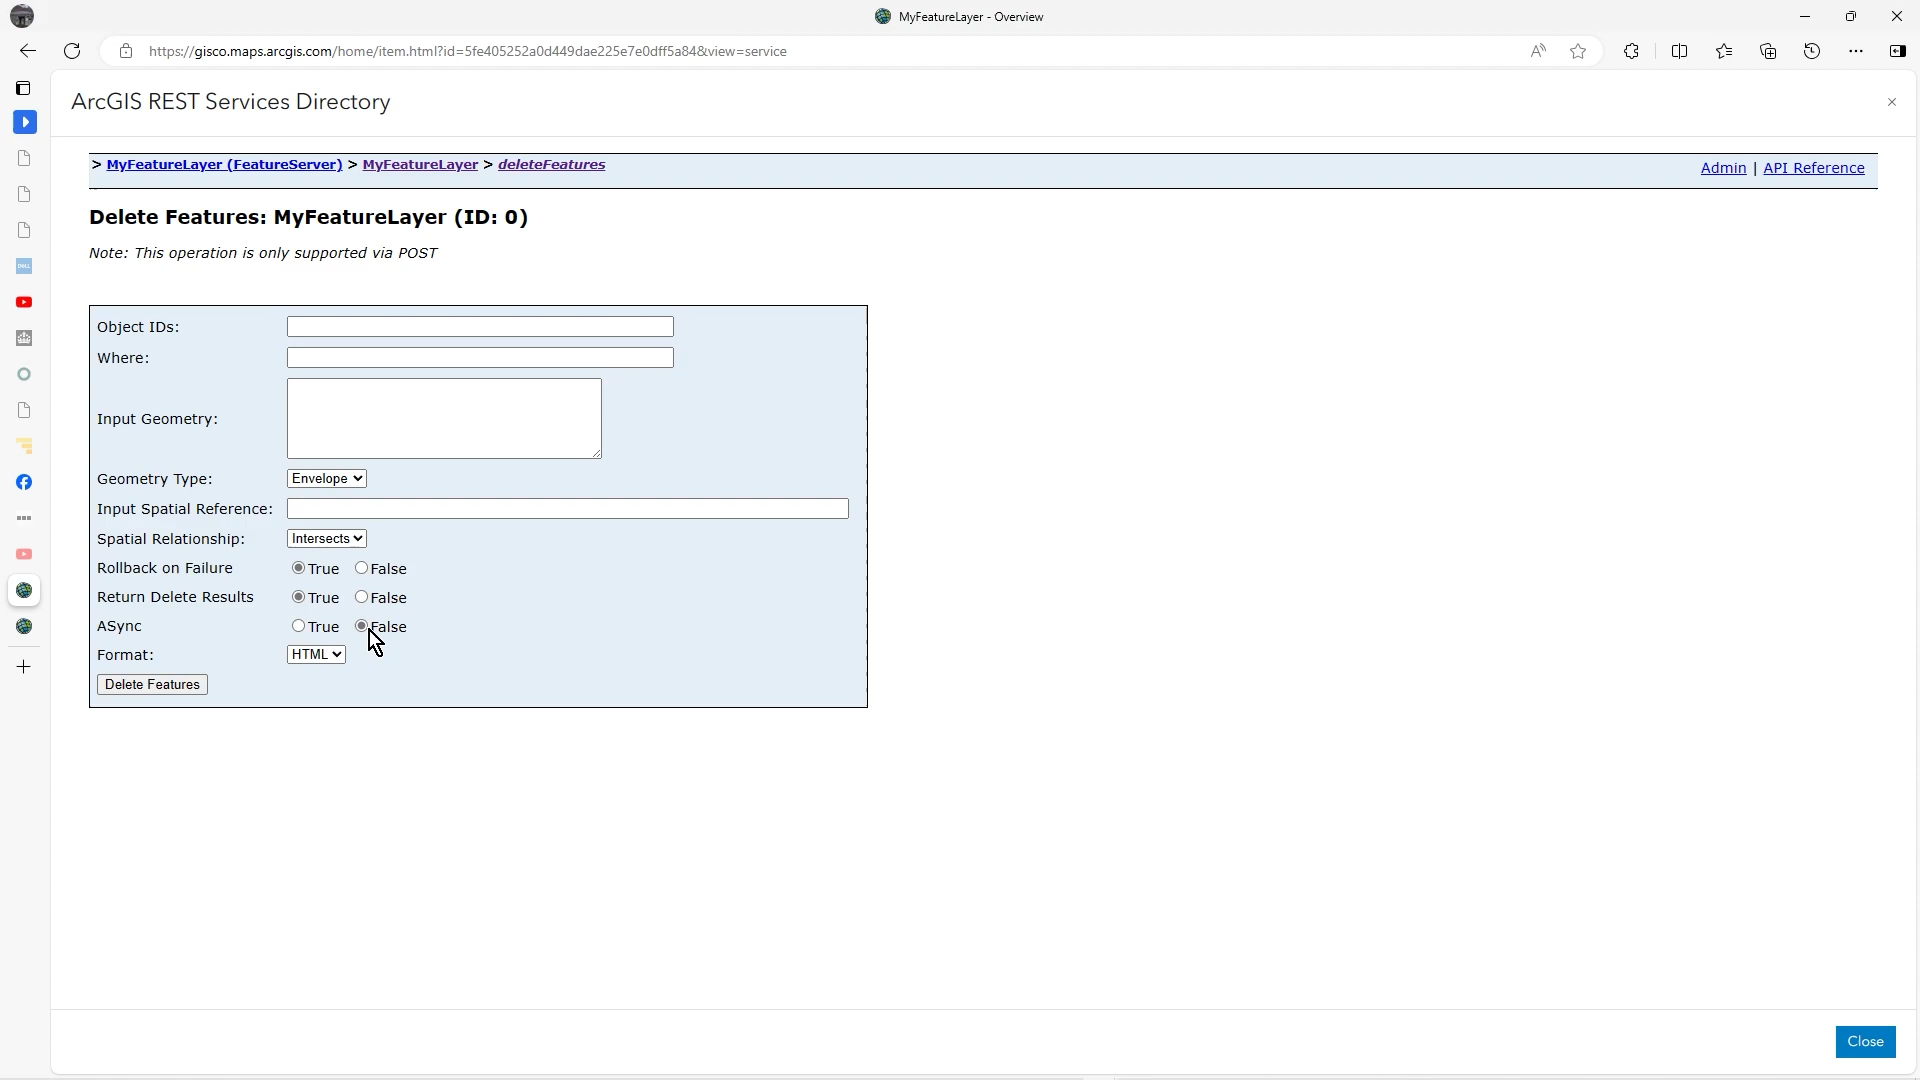 MyFeatureLayer - Overview
https://gisco.maps.arcgis.com/home/item.html?id=5fe405252a0d449dae225e7e0dff5a84&view=service
ArcGIS REST Services Directory
> MyFeatureLayer (FeatureServer) > MyFeatureLayer > deleteFeatures
Admin | API Reference
Delete Features: MyFeatureLayer (ID: 0)
Note: This operation is only supported via POST
Object IDs:
Where:
Input Geometry:
Geometry Type: Envelope
Input Spatial Reference:
Spatial Relationship: Intersects
Rollback on Failure True False
Return Delete Results True False
ASync True False
Format: HTML
Delete Features
Close